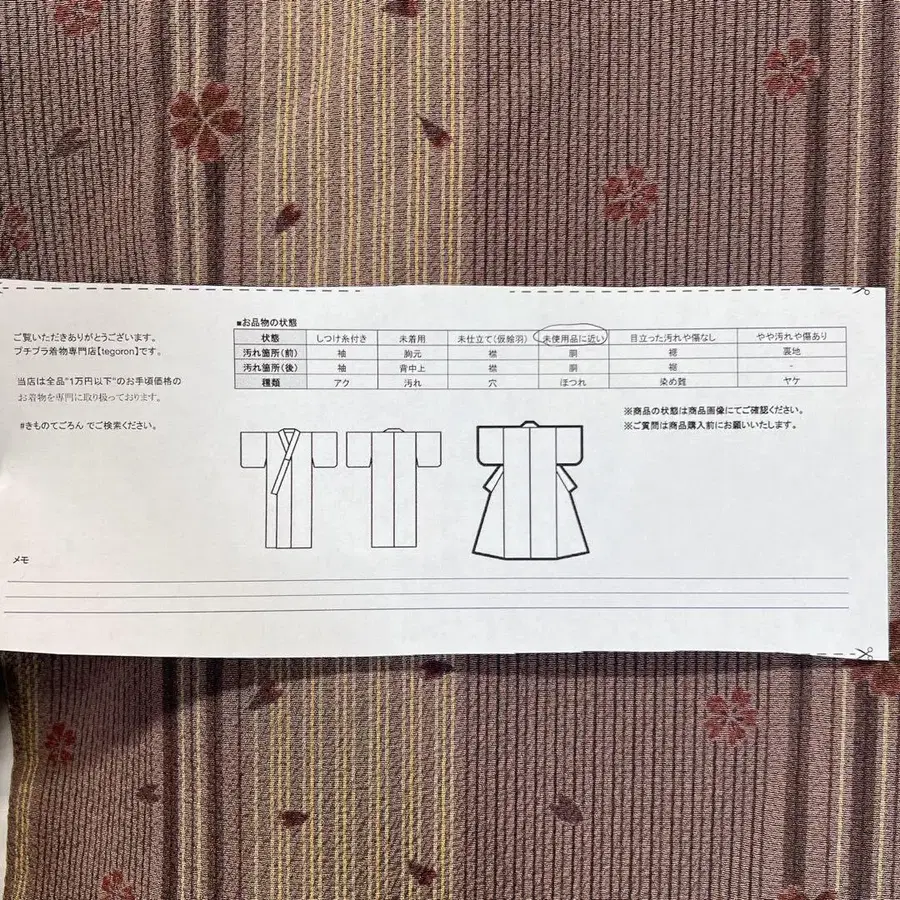 ご覧いただきありがとうございます。
プチプラ着物専門店【tegoron】です。
当店は全品"1万円以下"のお手頃価格の
お着物を専門に取り扱っております。
#きものてごろん でご検索ください。
■お品物の状態
状態 しつけ糸付き 未着用 未仕立て(仮絵羽) 未使用品に近い 目立った汚れや傷なし やや汚れや傷あり
汚れ箇所(前) 袖 胸元 襟 胴 裾 裏地
汚れ箇所(後) 袖 背中上 襟 胴 裾 -
種類 アク 汚れ 穴 ほつれ 染め難 ヤケ
※商品の状態は商品画像にてご確認ください。
※ご質問は商品購入前にお願いいたします。
メモ